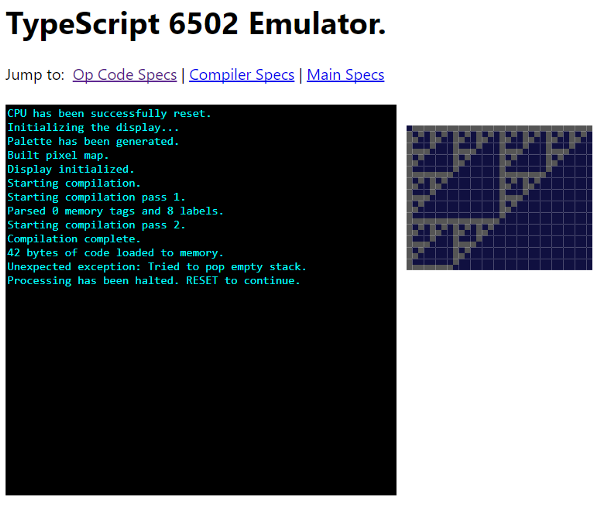 TypeScript 6502 Emulator.
Jump to: Op Code Specs | Compiler Specs | Main Specs
CPU has been successfully reset.
Initializing the display...
Palette has been generated.
Built pixel map.
Display initialized.
Starting compilation.
Starting compilation pass 1.
Parsed 0 memory tags and 8 labels.
Starting compilation pass 2.
Compilation complete.
42 bytes of code loaded to memory.
Unexpected exception: Tried to pop empty stack.
Processing has been halted. RESET to continue.